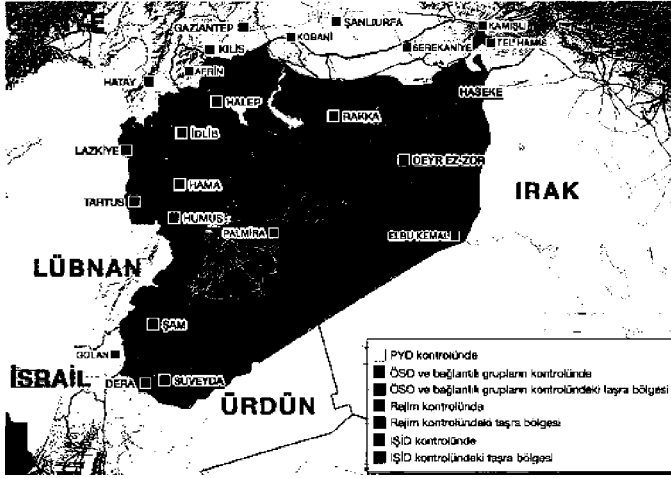 GAZİANTEP
ŞANLIURFA
KAMIŞLI
KOBANİ
KİLİS
SEREKANİYE
TEL HAMIS
AFRİN
HATAY
HASEKE
HALEP
RAKKA
İDLİB
LAZKİYE
DEYR EZ-ZOR
HAMA
IRAK
TARTUS
HUMUS
PALMİRA
ELBU KEMAL
LÜBNAN
ŞAM
GOLAN
İSRAİL
DERA
SUVEYDA
ÜRDÜN
PYD kontrolünde
ÖSO ve bağlantılı grupların kontrolünde
ÖSO ve bağlantılı grupların kontrolündeki taşra bölgesi
Rejim kontrolünde
Rejim kontrolündeki taşra bölgesi
IŞİD kontrolünde
IŞİD kontrolündeki taşra bölgesi